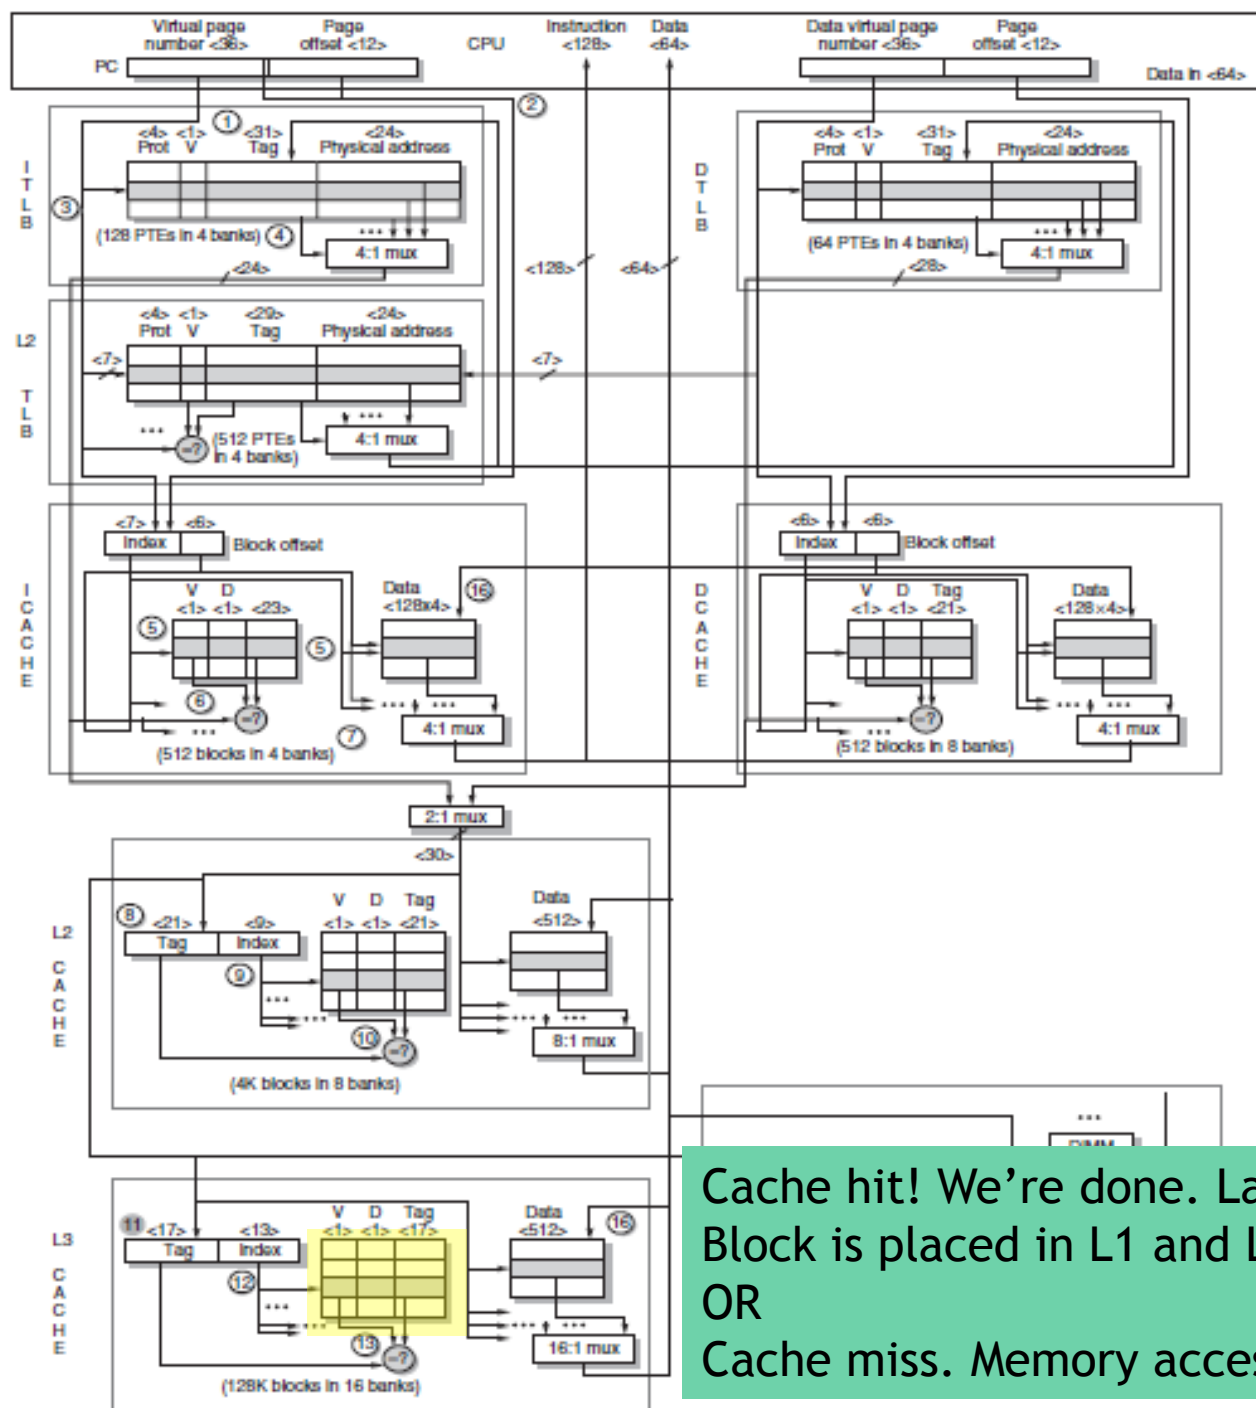 Virtual page
number <36>
Page
offset <12>
CPU
Instruction
<128>
Data
<64>
Data virtual page
number <36>
Page
offset <12>
PC
Data in <64>
ITLB
1
2
3
<4> <1> <31> <24>
Prot V Tag Physical address
(128 PTEs in 4 banks)
4
...
4:1 mux
<24>
<128>
<64>
DTLB
<4> <1> <31> <24>
Prot V Tag Physical address
(64 PTEs in 4 banks)
...
4:1 mux
<28>
L2 TLB
<4> <1> <29> <24>
Prot V Tag Physical address
<7>
<7>
...
=?
(512 PTEs
in 4 banks)
...
4:1 mux
ICACHE
<7> <6>
Index
Block offset
V D
<1> <1> <23>
5
5
Data
<128x4>
16
6
=?
...
(512 blocks in 4 banks)
7
... ...
4:1 mux
DCACHE
<6> <6>
Index
Block offset
V D Tag
<1> <1> <21>
Data
<128×4>
=?
...
(512 blocks in 8 banks)
... ...
4:1 mux
2:1 mux
<30>
L2 CACHE
8
<21> <9>
Tag Index
V D Tag
<1> <1> <21>
Data
<512>
9
...
...
10
=?
... ...
8:1 mux
(4K blocks in 8 banks)
...
L3 CACHE
11
<17> <13>
Tag Index
V D Tag
<1> <1> <17>
Data
<512>
16
12
...
...
13
=?
... ...
16:1 mux
(128K blocks in 16 banks)
Cache hit! We're done. La
Block is placed in L1 and L
OR
Cache miss. Memory acces